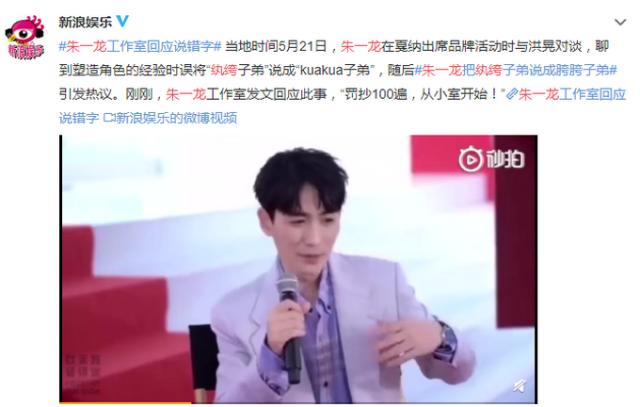 新浪娱乐
#朱一龙工作室回应说错字# 当地时间5月21日，朱一龙在戛纳出席品牌活动时与洪晃对谈，聊
到塑造角色的经验时误将“纨绔子弟”说成“kuakua子弟”，随后#朱一龙把纨绔子弟说成胯胯子弟#
引发热议。刚刚，朱一龙工作室发文回应此事，“罚抄100遍，从小室开始！”朱一龙工作室回应
说错字 新浪娱乐的微博视频
秒拍
新浪娱乐